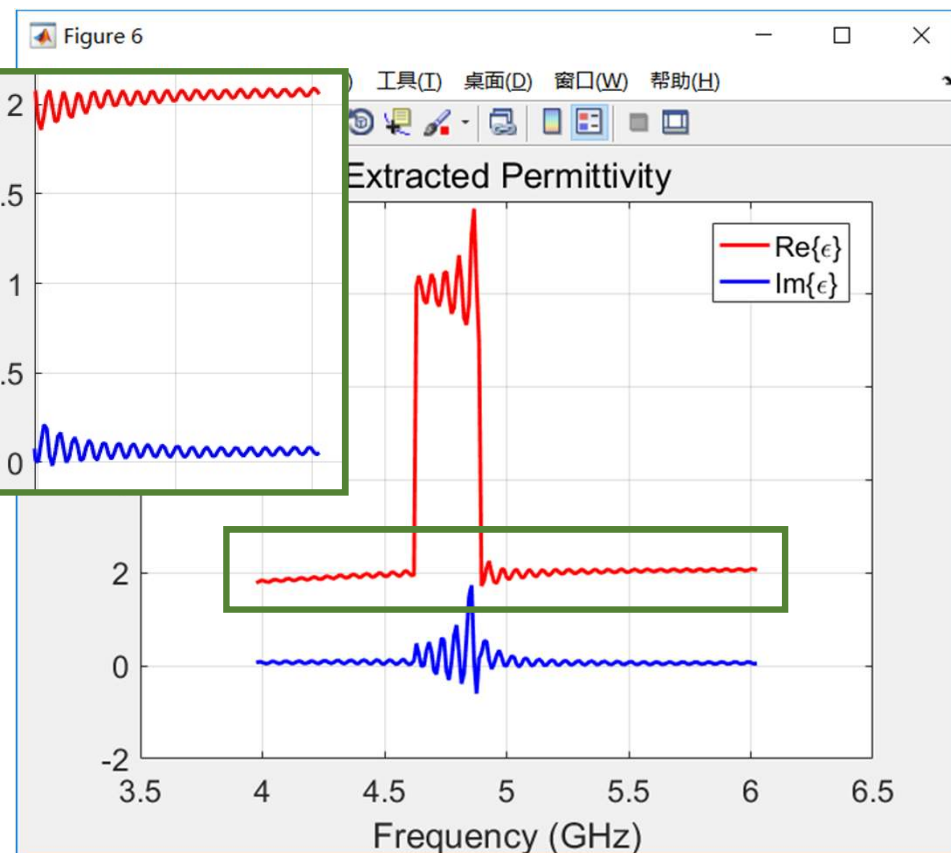 Figure 6
工具(T) 桌面(D) 窗口(W) 帮助(H)
Extracted Permittivity
2
.5
1
.5
0
Re{ϵ}
Im{ϵ}
2
0
-2
3.5 4 4.5 5 5.5 6 6.5
Frequency (GHz)